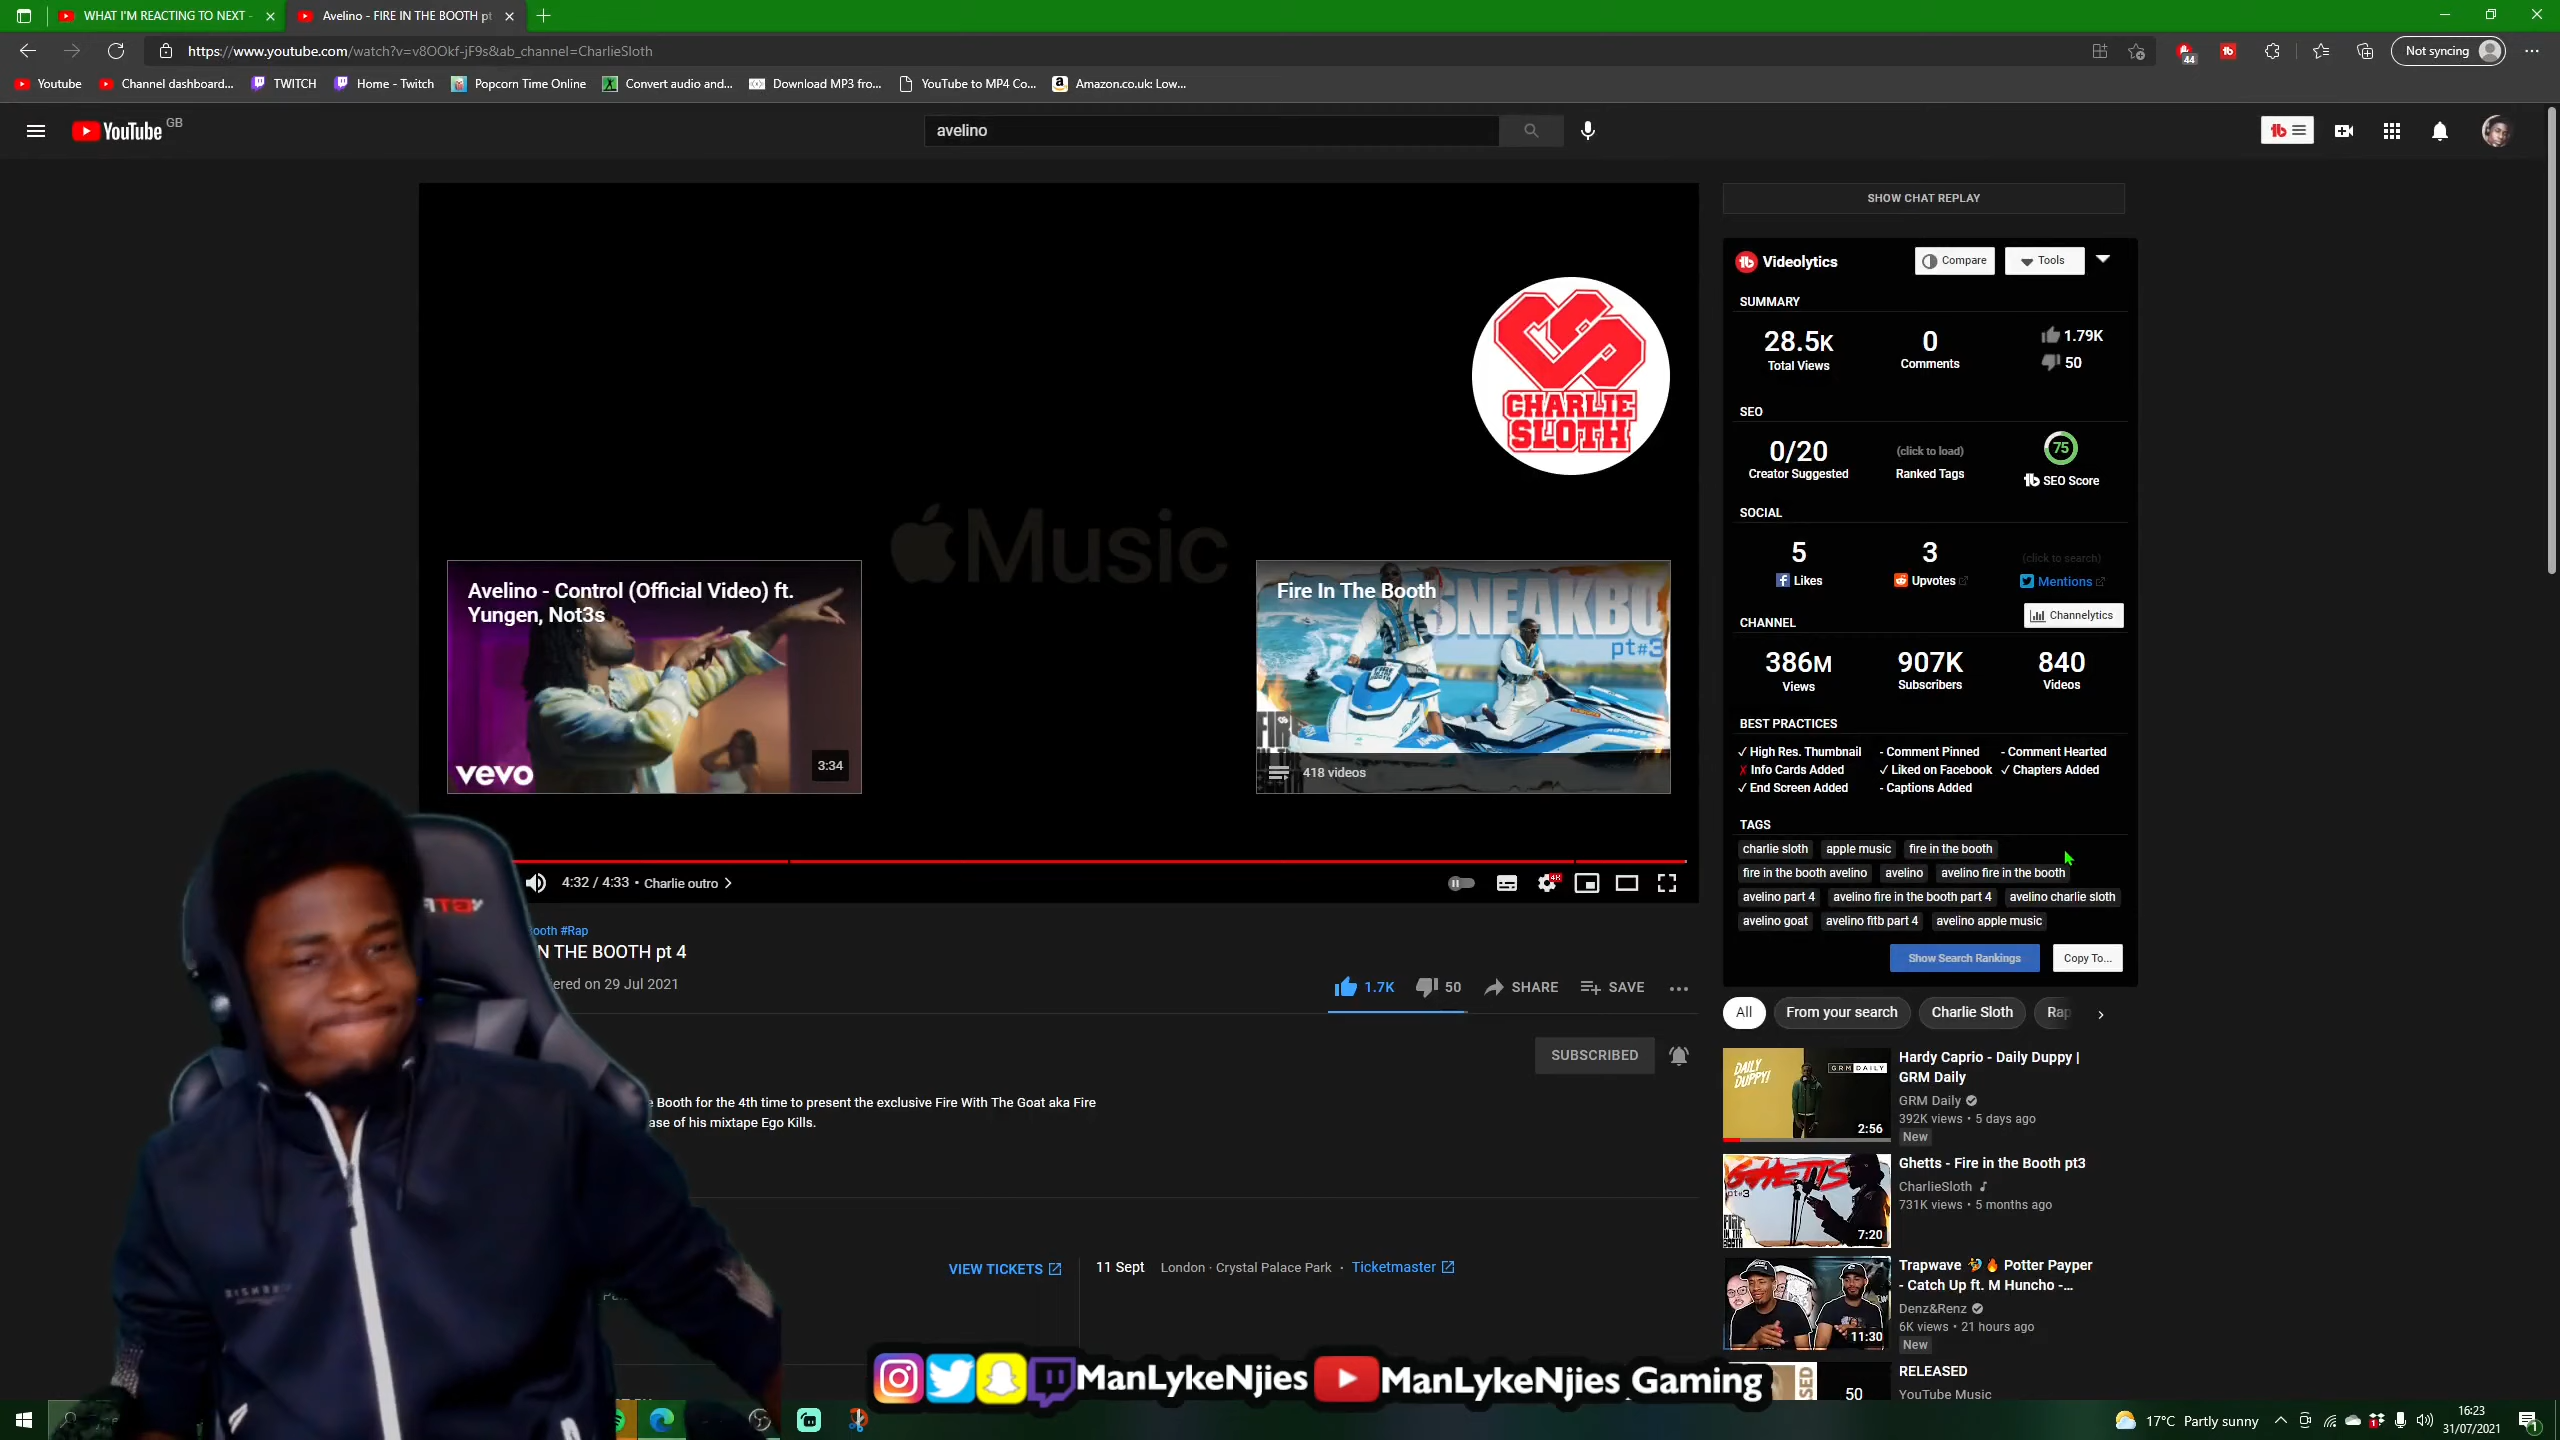 WHAT I'M REACTING TO NEXT -
Avelino - FIRE IN THE BOOTH pt
https://www.youtube.com/watch?v=v8OOkf-jF9s&ab_channel=CharlieSloth
44
Not syncing
Youtube
Channel dashboard...
TWITCH
Home - Twitch
Popcorn Time Online
Convert audio and...
Download MP3 fro...
YouTube to MP4 Co...
Amazon.co.uk: Low...
YouTube GB
avelino
SHOW CHAT REPLAY
Videolytics
Compare
Tools
SUMMARY
28.5K
0
1.79K
Total Views
Comments
50
SEO
0/20
(click to load)
75
Creator Suggested
Ranked Tags
SEO Score
SOCIAL
5
3
(click to search)
Likes
Upvotes
Mentions
CHANNEL
Channelytics
386M
907K
840
Views
Subscribers
Videos
BEST PRACTICES
✓ High Res. Thumbnail - Comment Pinned - Comment Hearted
✗ Info Cards Added ✓ Liked on Facebook ✓ Chapters Added
✓ End Screen Added - Captions Added
TAGS
charlie sloth apple music fire in the booth
fire in the booth avelino avelino avelino fire in the booth
avelino part 4 avelino fire in the booth part 4 avelino charlie sloth
avelino goat avelino fitb part 4 avelino apple music
Show Search Rankings
Copy To...
CHARLIE
SLOTH
Music
Avelino - Control (Official Video) ft.
Yungen, Not3s
vevo
3:34
Fire In The Booth
SNEAKBO
pt#3
418 videos
4:32 / 4:33 • Charlie outro
4K
ooth #Rap
N THE BOOTH pt 4
ered on 29 Jul 2021
1.7K
50
SHARE
SAVE
SUBSCRIBED
Booth for the 4th time to present the exclusive Fire With The Goat aka Fire
ase of his mixtape Ego Kills.
VIEW TICKETS
11 Sept London · Crystal Palace Park · Ticketmaster
All
From your search
Charlie Sloth
Rap
DAILY
DUPPY!
GRM DAILY
2:56
Hardy Caprio - Daily Duppy |
GRM Daily
GRM Daily
392K views • 5 days ago
New
GHETTS
pt#3
FIRE
IN THE
BOOTH
7:20
Ghetts - Fire in the Booth pt3
CharlieSloth
731K views • 5 months ago
11:30
Trapwave 🔥 Potter Payper
- Catch Up ft. M Huncho -...
Denz&Renz
6K views • 21 hours ago
New
50
RELEASED
YouTube Music
ManLykeNjies
ManLykeNjies Gaming
17°C Partly sunny
16:23
31/07/2021
1